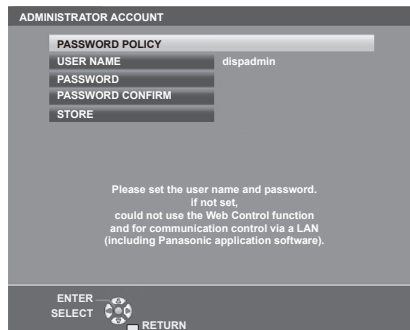 ADMINISTRATOR ACCOUNT
PASSWORD POLICY
USER NAME dispadmin
PASSWORD
PASSWORD CONFIRM
STORE
Please set the user name and password.
if not set,
could not use the Web Control function
and for communication control via a LAN
(including Panasonic application software).
ENTER
SELECT
RETURN